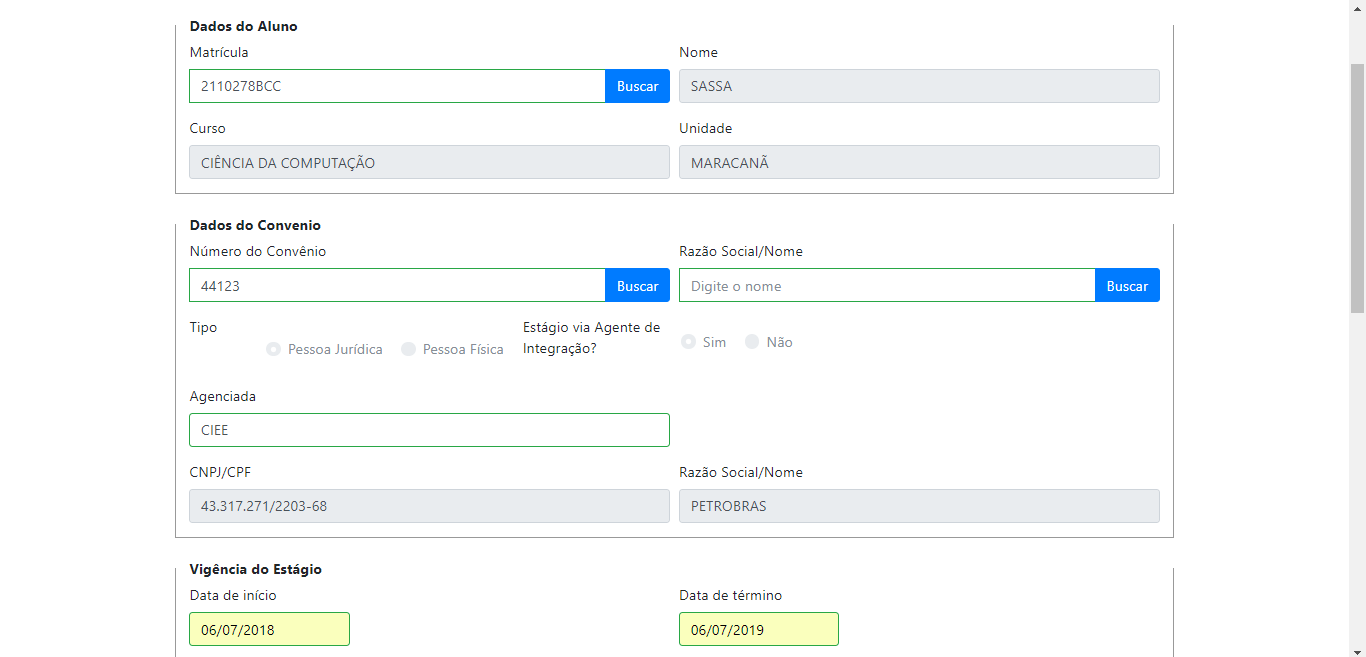 Dados do Aluno
Matrícula Nome
2110278BCC Buscar SASSA
Curso Unidade
CIÊNCIA DA COMPUTAÇÃO MARACANÃ
Dados do Convenio
Número do Convênio Razão Social/Nome
44123 Buscar Digite o nome Buscar
Tipo Pessoa Jurídica Pessoa Física
Estágio via Agente de
Integração?
Sim Não
Agenciada
CIEE
CNPJ/CPF Razão Social/Nome
43.317.271/2203-68 PETROBRAS
Vigência do Estágio
Data de início Data de término
06/07/2018 06/07/2019